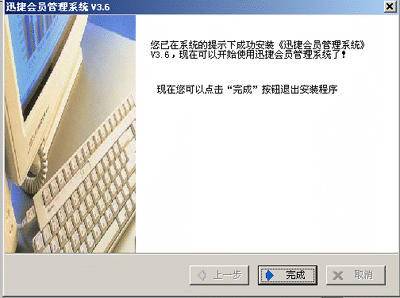 迅捷会员管理系统 V3.6
您已在系统的提示下成功安装《迅捷会员管理系统》
V3.6，现在可以开始使用迅捷会员管理系统了！
现在您可以点击“完成”按钮退出安装程序
上一步 完成 取消